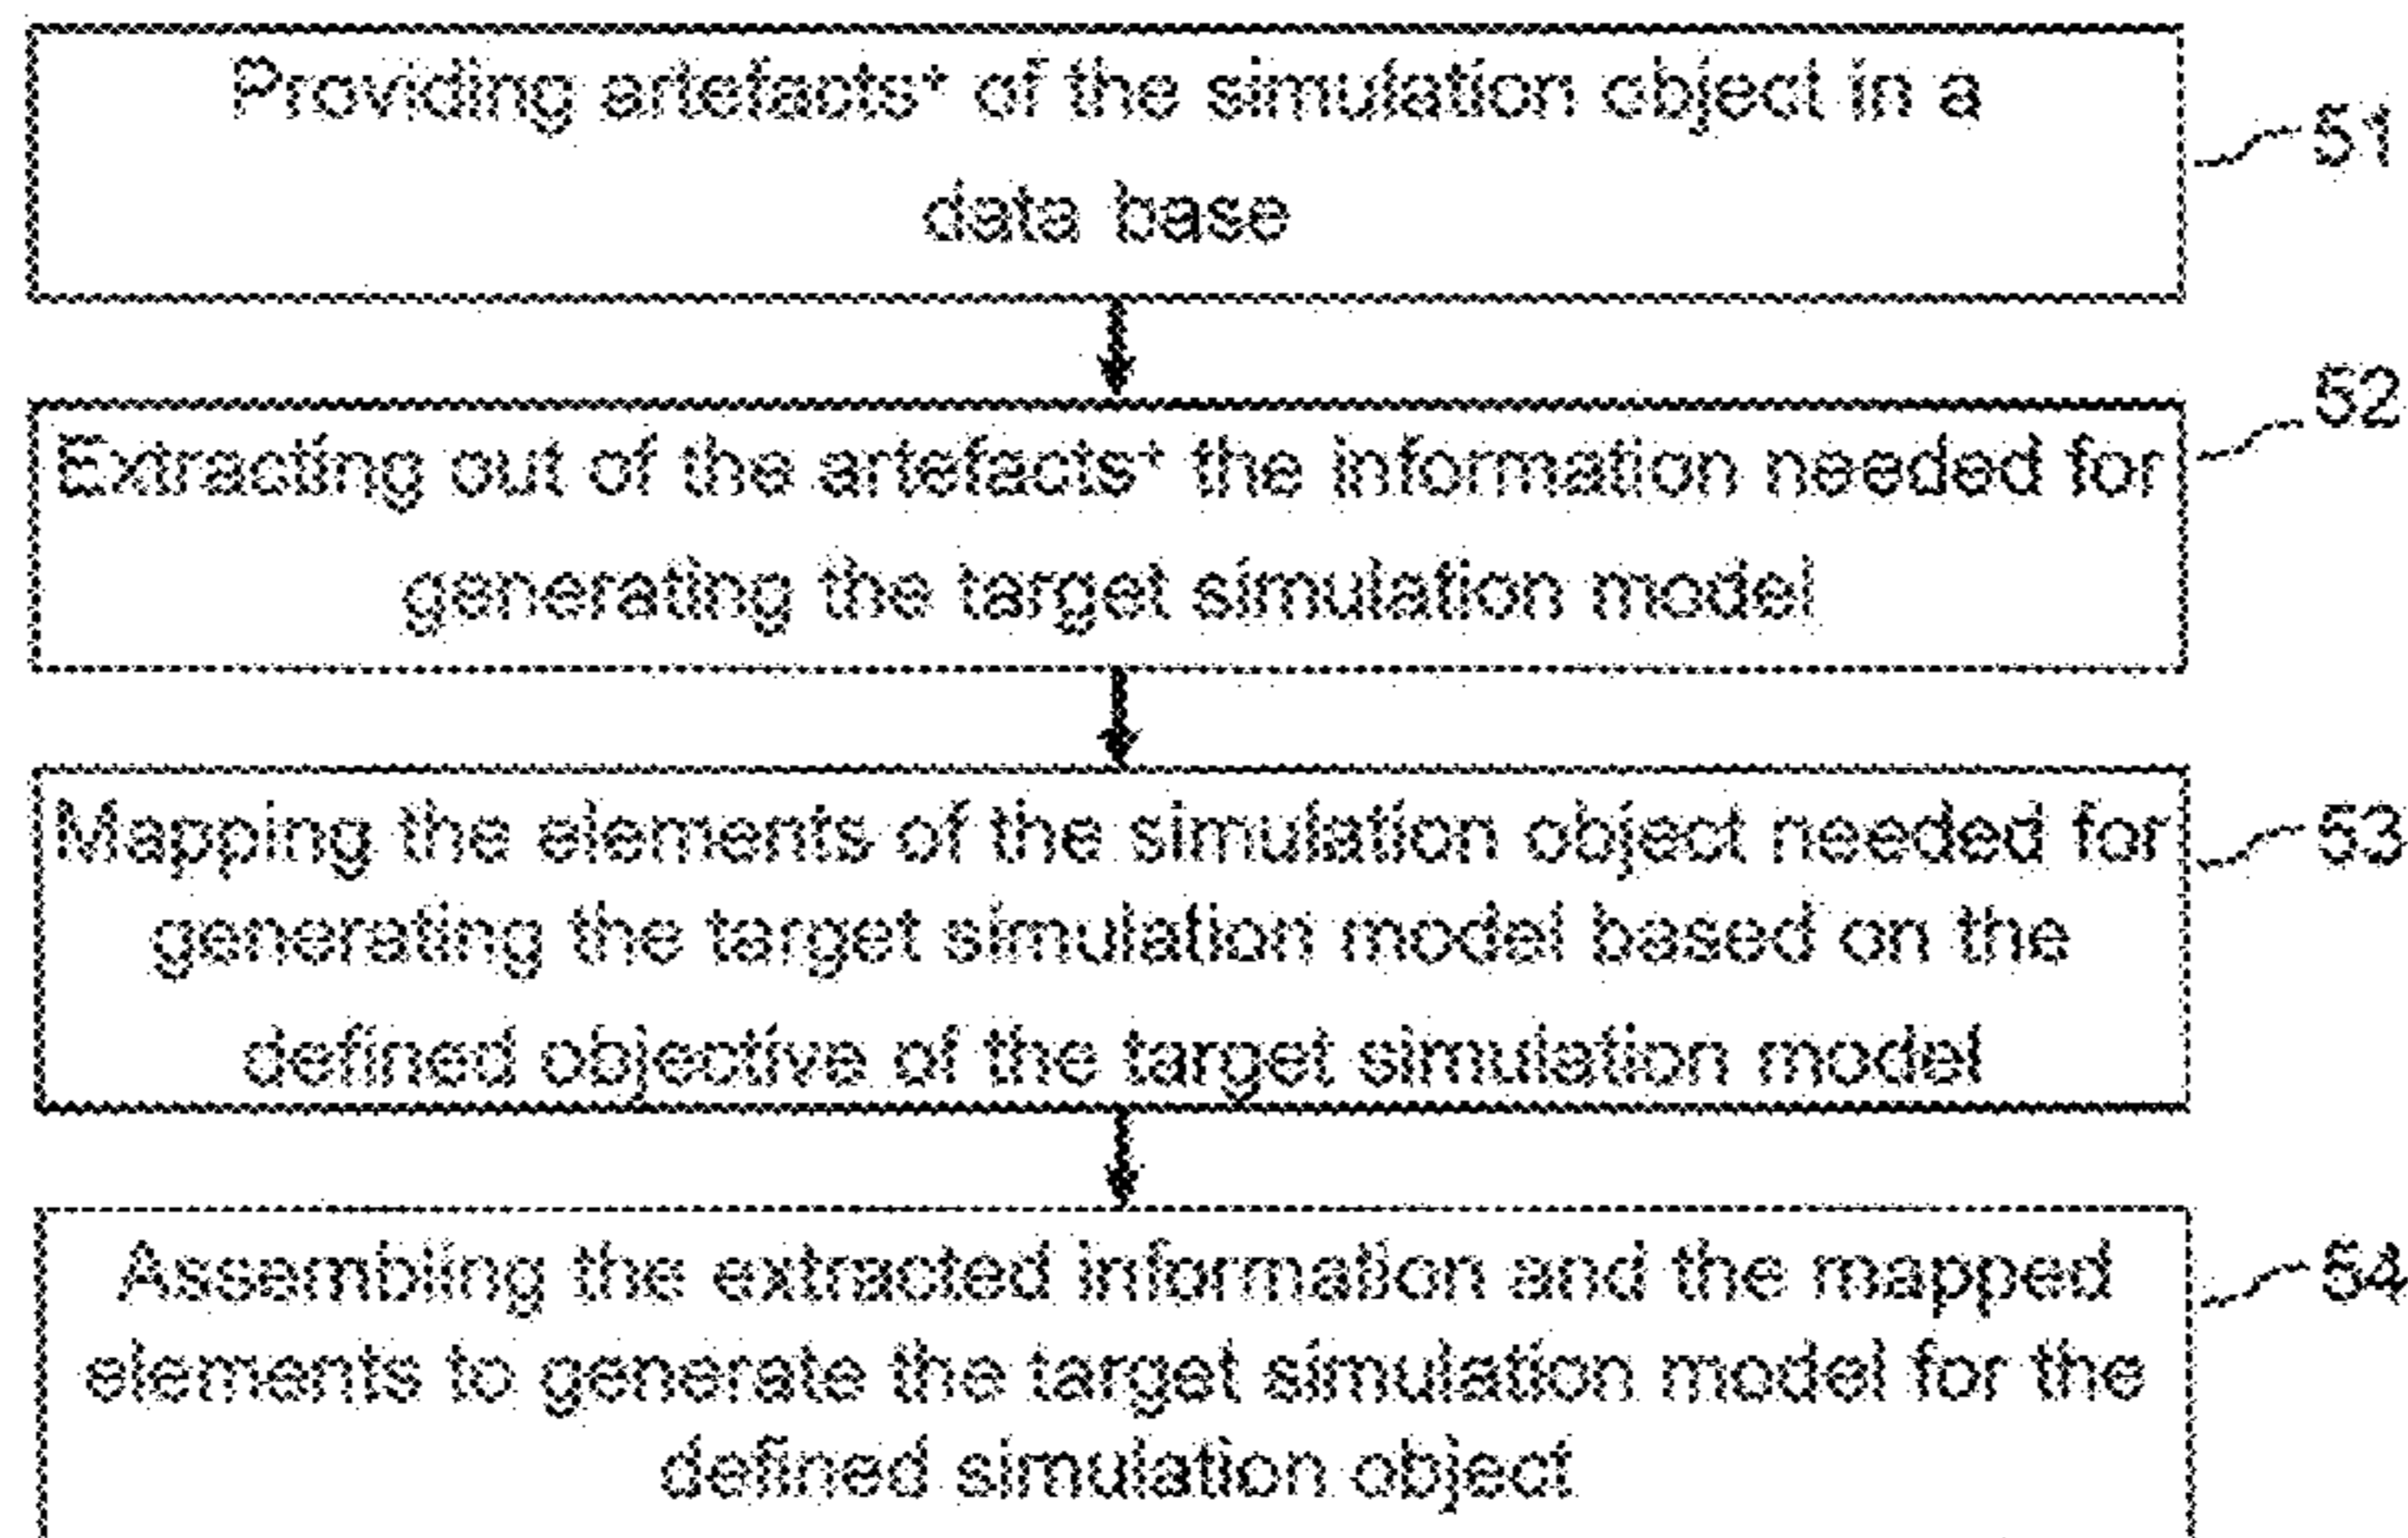 Providing artefacts+ of the simulation object in a
data base
51
Extracting out of the artefacts+ the information needed for
generating the target simulation model
52
Mapping the elements of the simulation object needed for
generating the target simulation model based on the
defined objective of the target simulation model
53
Assembling the extracted information and the mapped
elements to generate the target simulation model for the
defined simulation object
54